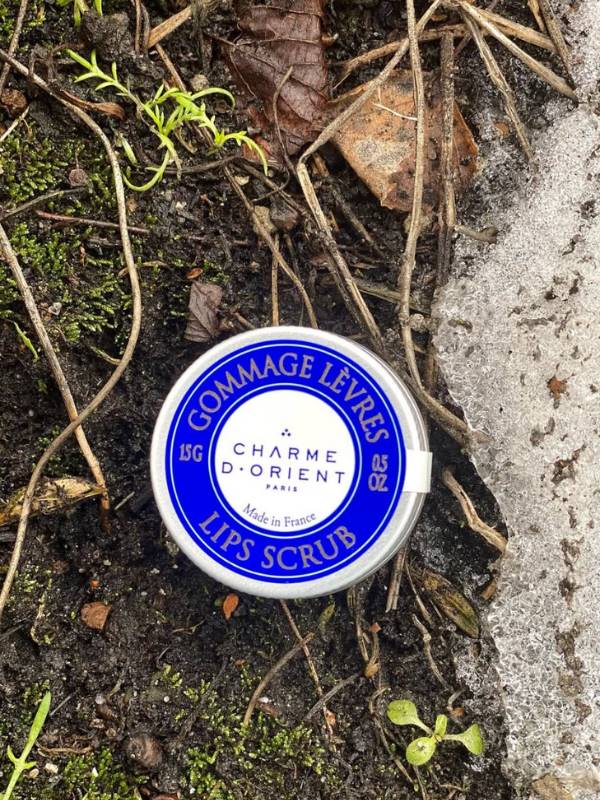 GOMMAGE LÈVRES
15G
0.5
OZ
CHARME
D•ORIENT
PARIS
Made in France
LIPS SCRUB